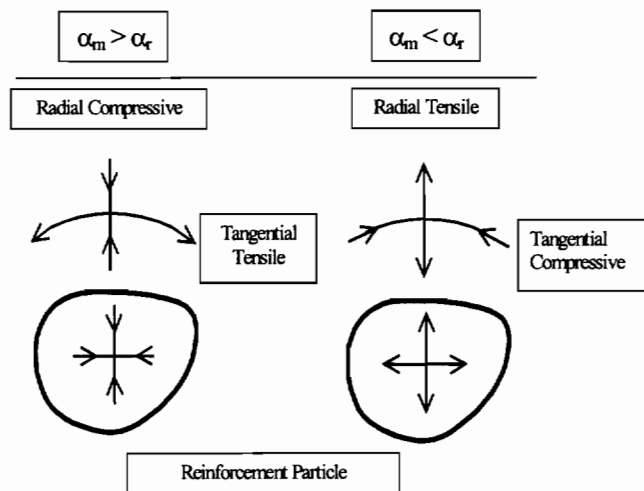 αm > αr
αm < αr
Radial Compressive
Radial Tensile
Tangential
Tensile
Tangential
Compressive
Reinforcement Particle